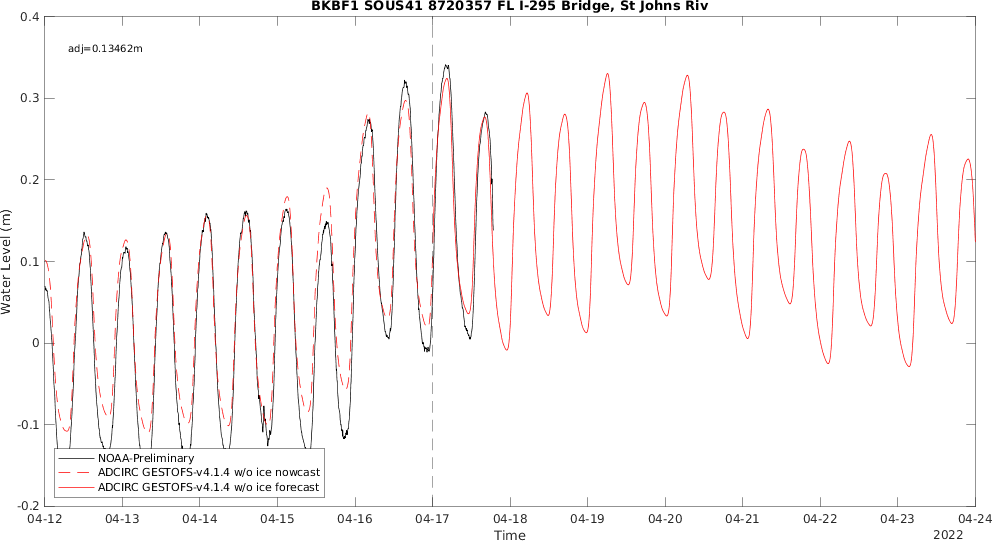 BKBF1 SOUS41 8720357 FL I-295 Bridge, St Johns Riv
0.4
adj=0.13462m
0.3
0.2
0.1
0
-0.1
-0.2
Water Level (m)
NOAA-Preliminary
ADCIRC GESTOFS-v4.1.4 w/o ice nowcast
ADCIRC GESTOFS-v4.1.4 w/o ice forecast
04-12 04-13 04-14 04-15 04-16 04-17 04-18 04-19 04-20 04-21 04-22 04-23 04-24
Time
2022